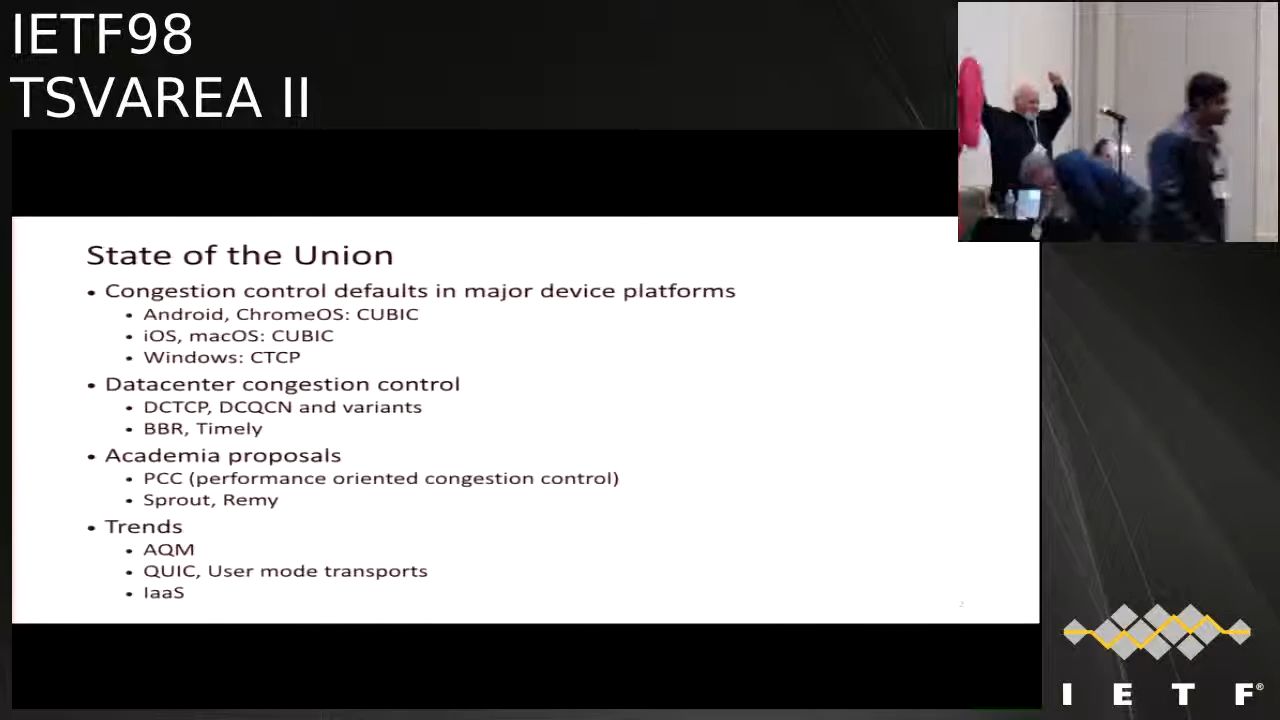 IETF98
TSVAREA II
State of the Union
• Congestion control defaults in major device platforms
• Android, ChromeOS: CUBIC
• iOS, macOS: CUBIC
• Windows: CTCP
• Datacenter congestion control
• DCTCP, DCQCN and variants
• BBR, Timely
• Academia proposals
• PCC (performance oriented congestion control)
• Sprout, Remy
• Trends
• AQM
• QUIC, User mode transports
• IaaS
2
I E T F®